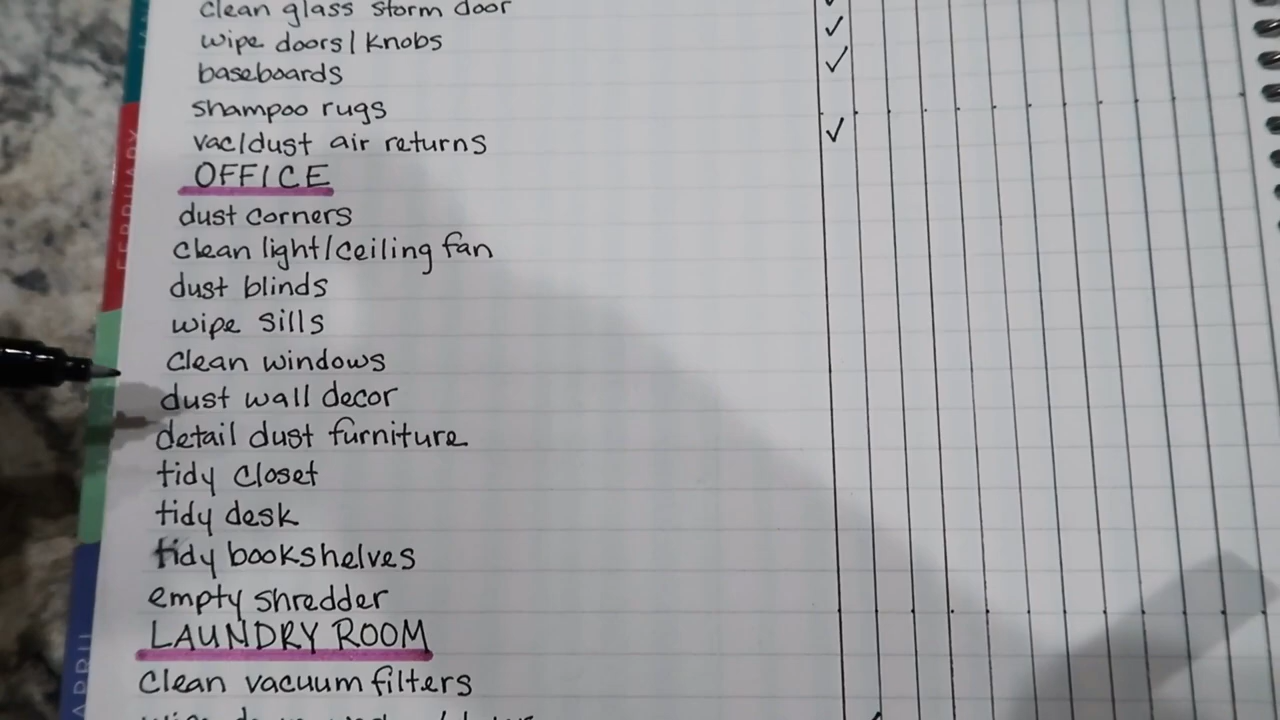 clean glass storm door
wipe doors/knobs
baseboards
shampoo rugs
vac/dust air returns
OFFICE
dust corners
clean light/ceiling fan
dust blinds
wipe sills
clean windows
dust wall decor
detail dust furniture
tidy closet
tidy desk
tidy bookshelves
empty shredder
LAUNDRY ROOM
clean vacuum filters
FEBRUARY
APRIL